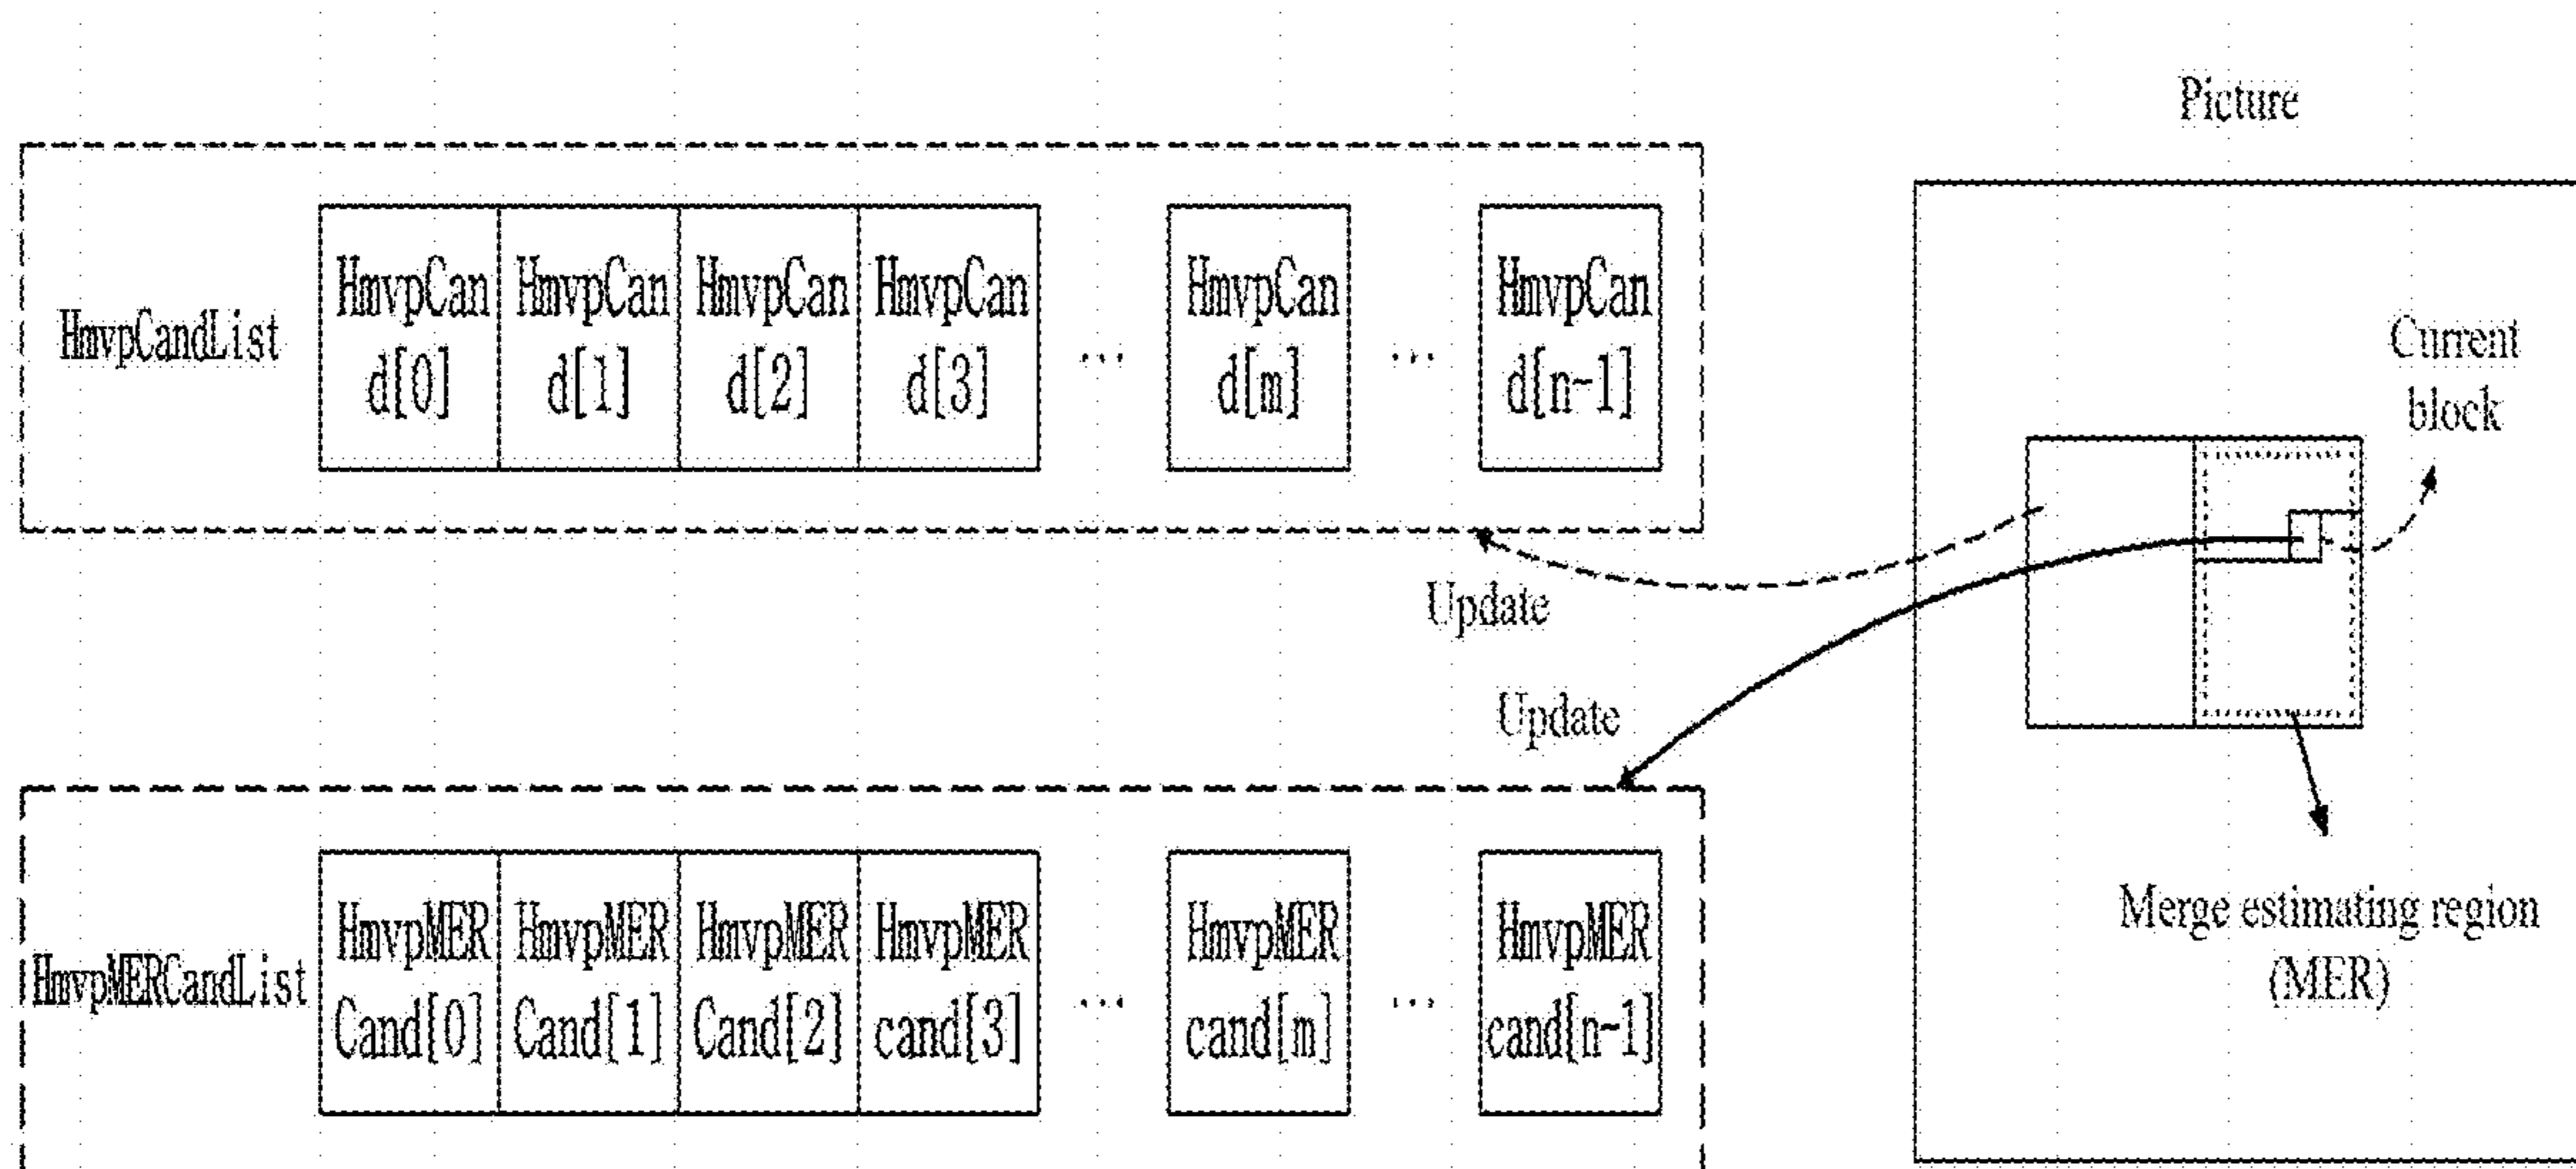 Picture
HmvpCandList
HmvpCan
d[0]
HmvpCan
d[1]
HmvpCan
d[2]
HmvpCan
d[3]
...
HmvpCan
d[m]
...
HmvpCan
d[n-1]
Current
block
Update
Update
HmvpMERCandList
HmvpMER
Cand[0]
HmvpMER
Cand[1]
HmvpMER
Cand[2]
HmvpMER
cand[3]
...
HmvpMER
cand[m]
...
HmvpMER
cand[n-1]
Merge estimating region
(MER)